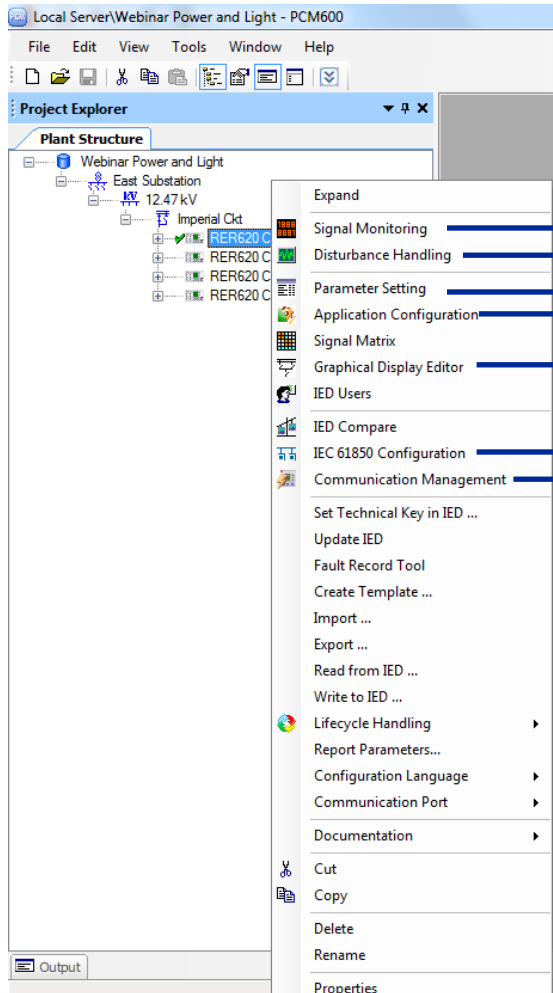 Local Server\Webinar Power and Light - PCM600
File Edit View Tools Window Help
Project Explorer
Plant Structure
Webinar Power and Light
East Substation
12.47 kV
Imperial Ckt
RER620 C
RER620 C
RER620 C
RER620 C
Expand
Signal Monitoring
Disturbance Handling
Parameter Setting
Application Configuration
Signal Matrix
Graphical Display Editor
IED Users
IED Compare
IEC 61850 Configuration
Communication Management
Set Technical Key in IED ...
Update IED
Fault Record Tool
Create Template ...
Import ...
Export ...
Read from IED ...
Write to IED ...
Lifecycle Handling
Report Parameters...
Configuration Language
Communication Port
Documentation
Cut
Copy
Delete
Rename
Properties
Output